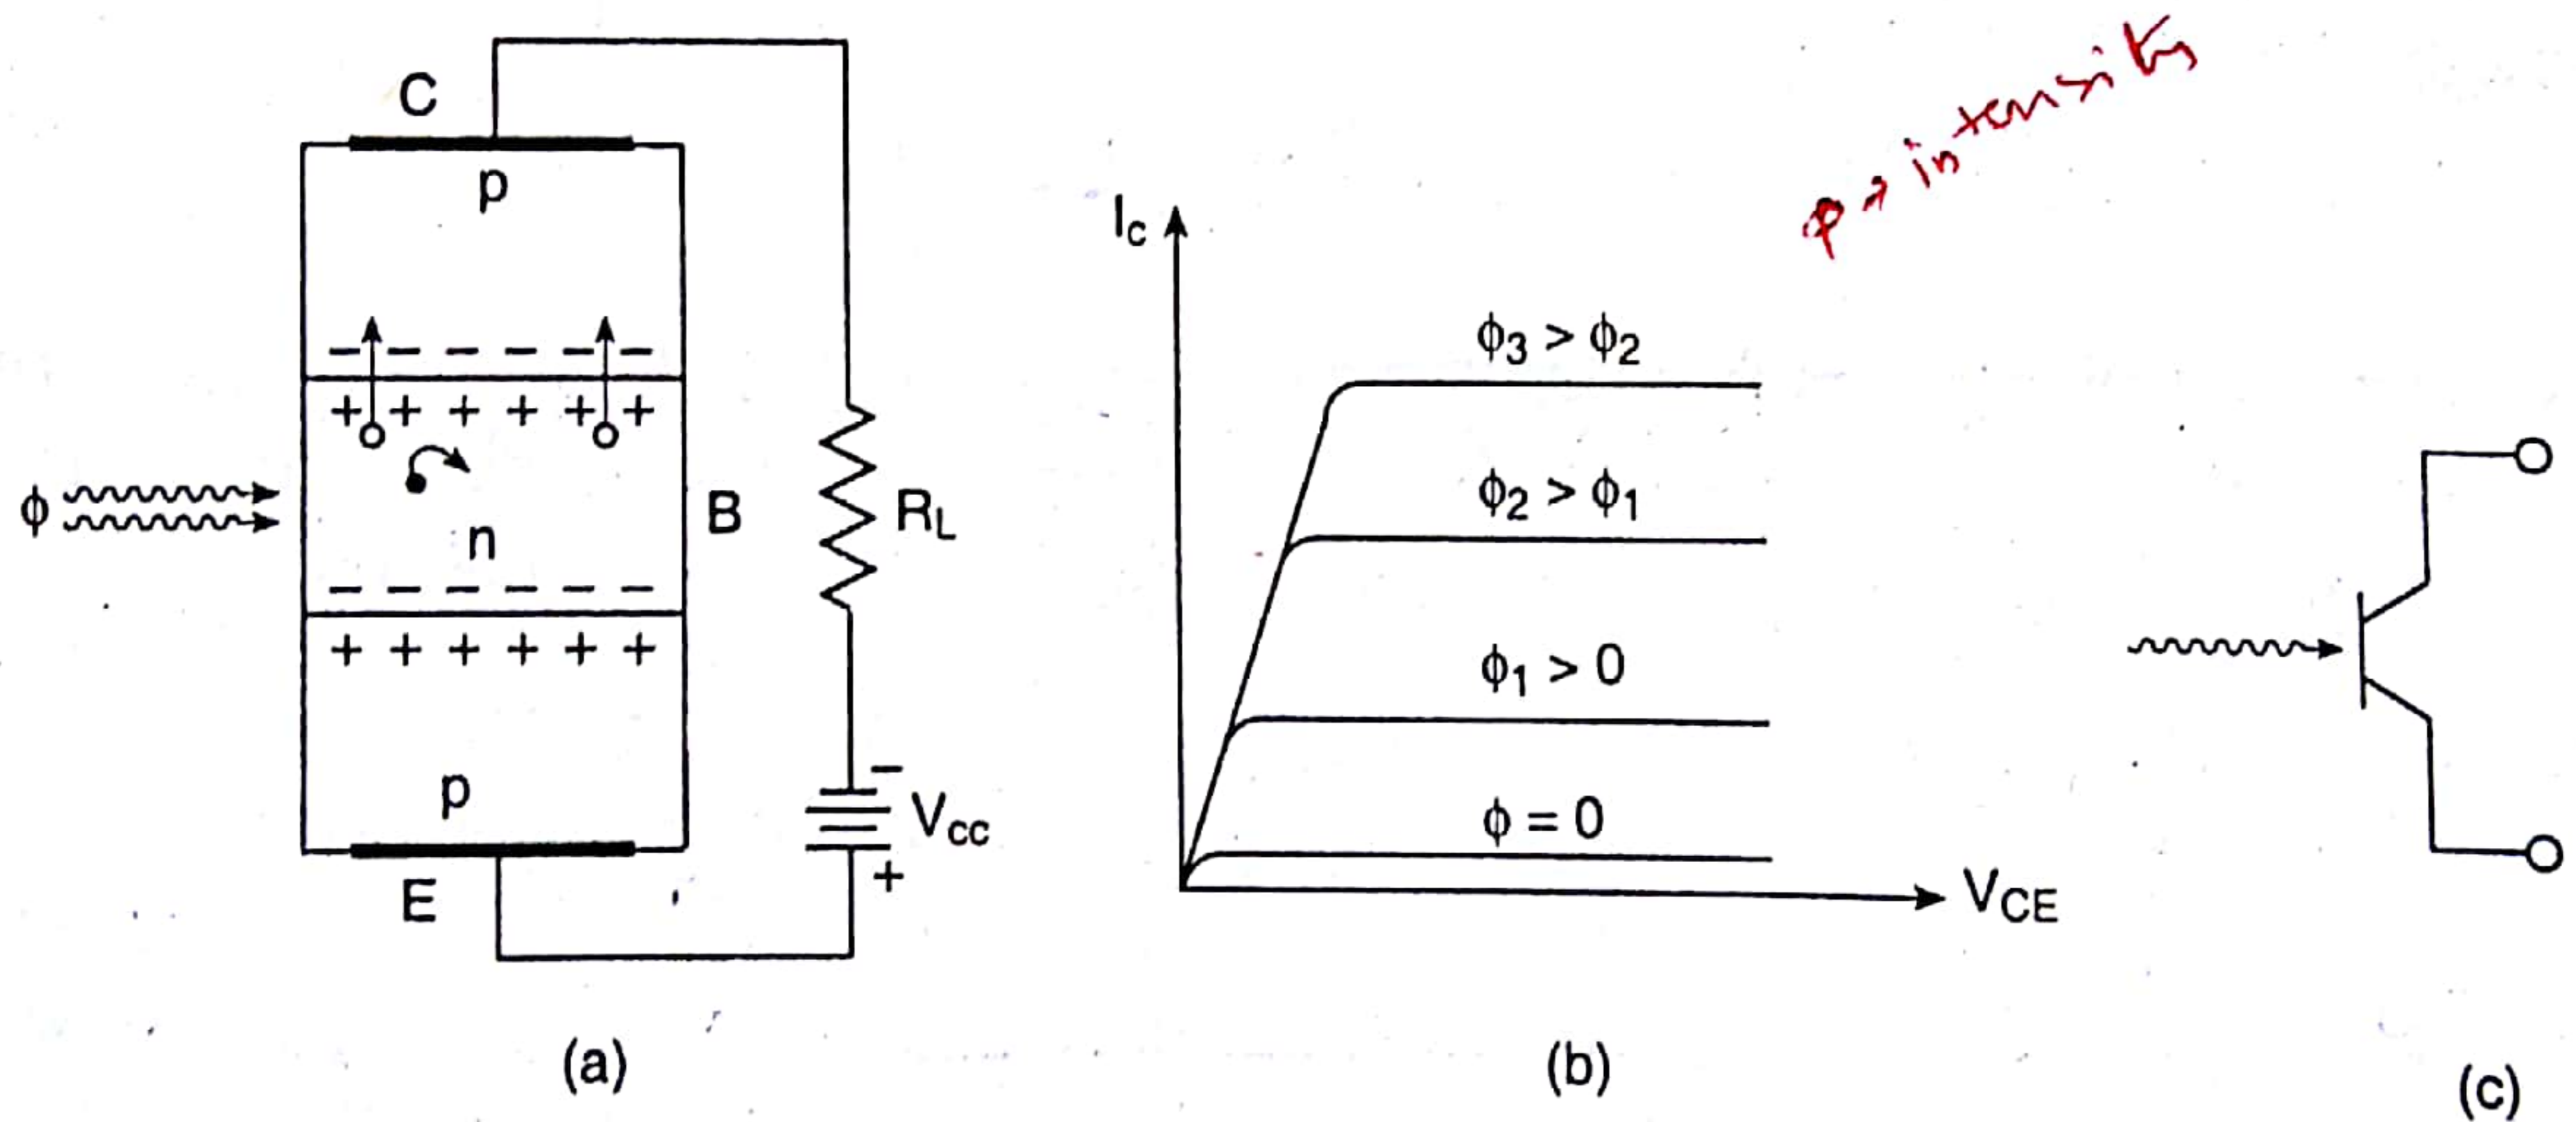 C
p
− − − − − −
+ + + + + +
ϕ
n
B
− − − − − −
+ + + + + +
p
E
R_L
−
V_CC
+
(a)
I_C
ϕ → intensity
ϕ₃ > ϕ₂
ϕ₂ > ϕ₁
ϕ₁ > 0
ϕ = 0
V_CE
(b)
(c)